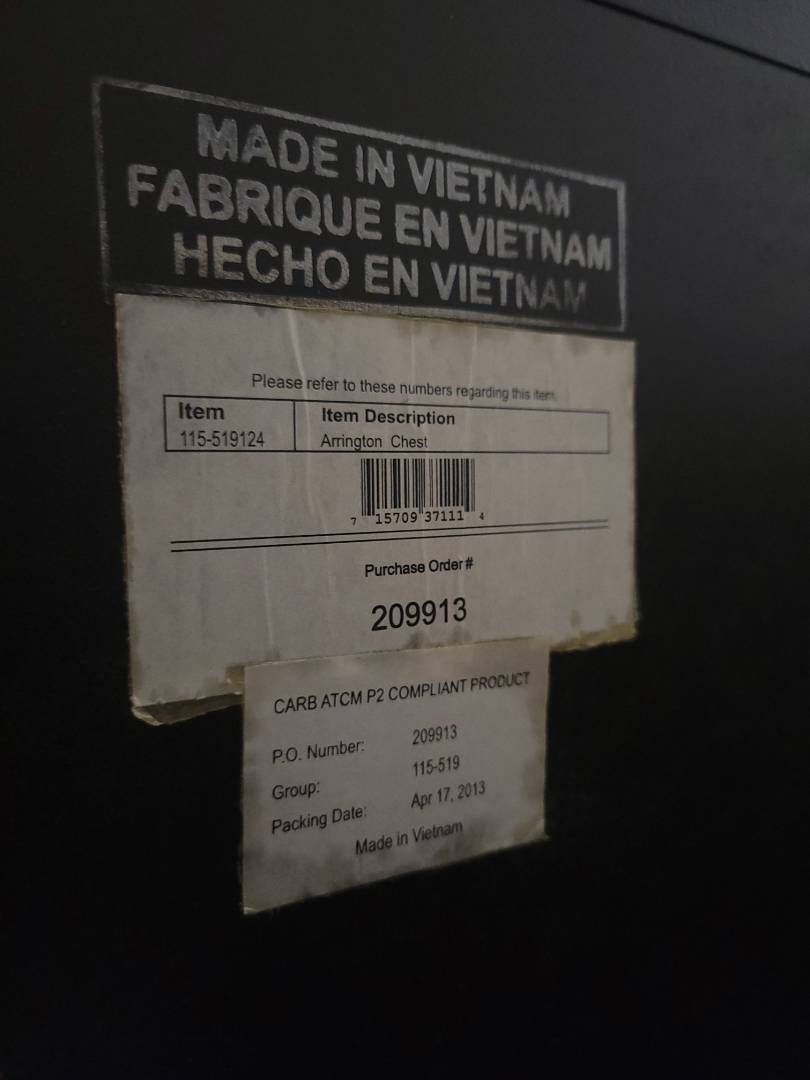 MADE IN VIETNAM
FABRIQUE EN VIETNAM
HECHO EN VIETNAM
Please refer to these numbers regarding this item.
Item Item Description
115-519124 Arrington Chest
7 15709 37111 4
Purchase Order #
209913
CARB ATCM P2 COMPLIANT PRODUCT
P.O. Number: 209913
Group: 115-519
Packing Date: Apr 17, 2013
Made in Vietnam